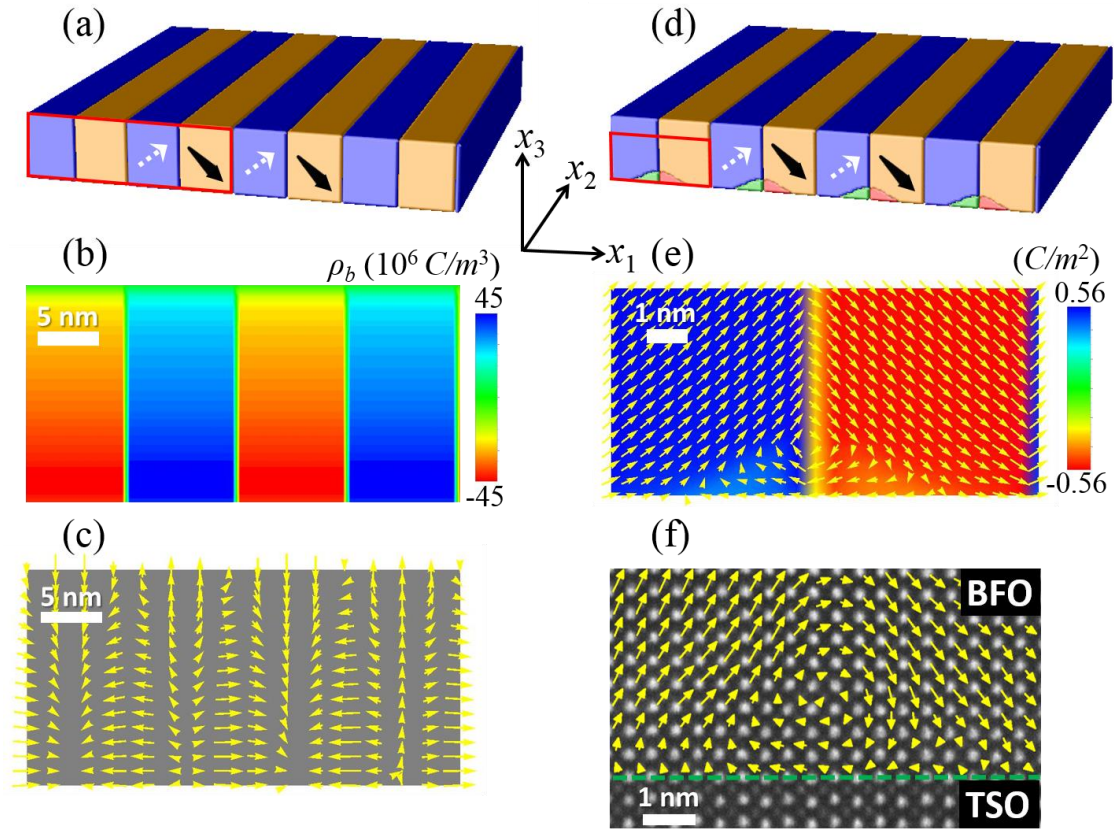 (a)
(d)
x3
x2
x1
(b)
ρb (10^6 C/m^3)
45
-45
5 nm
(e)
(C/m^2)
0.56
-0.56
1 nm
(c)
5 nm
(f)
BFO
TSO
1 nm